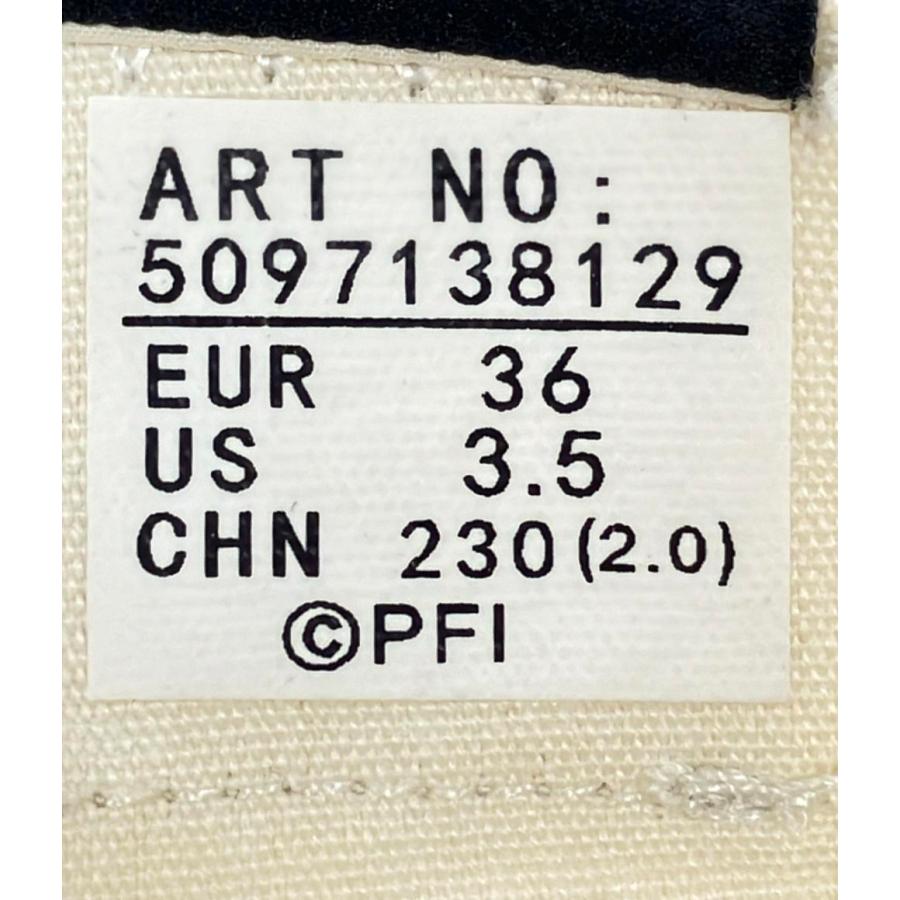 ART NO:
5097138129
EUR 36
US 3.5
CHN 230(2.0)
©PFI